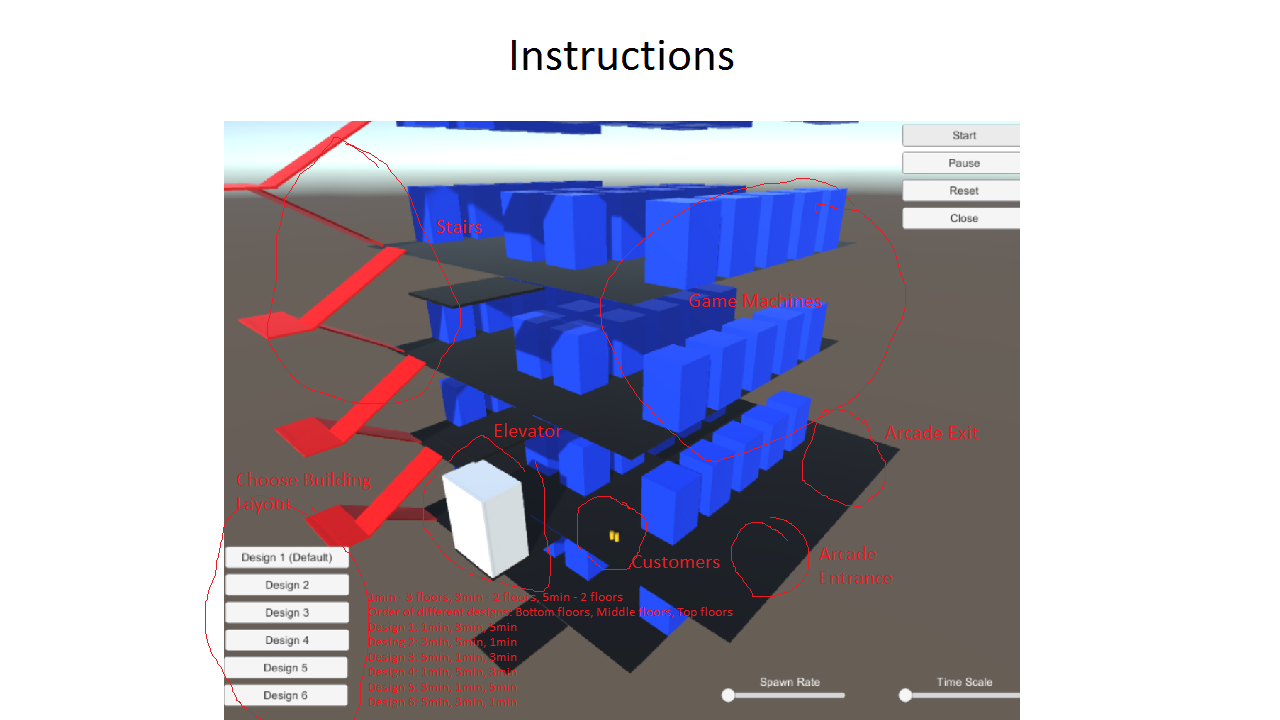 Instructions
Start
Pause
Reset
Close
Stairs
Game Machines
Elevator
Arcade Exit
Choose Building
Layout
Design 1 (Default)
Design 2
Design 3
Design 4
Design 5
Design 6
Customers
Arcade
Entrance
1min - 3 floors, 3min - 2 floors, 5min - 2 floors
Order of different designs: Bottom floors, Middle floors, Top floors
Design 1: 1min, 3min, 5min
3min, 5min, 1min
Design 3: 5min, 1min, 3min
Design 4: 1min, 5min, 3min
Design 5: 3min, 1min, 5min
Design 6: 5min, 3min, 1min
Spawn Rate
Time Scale